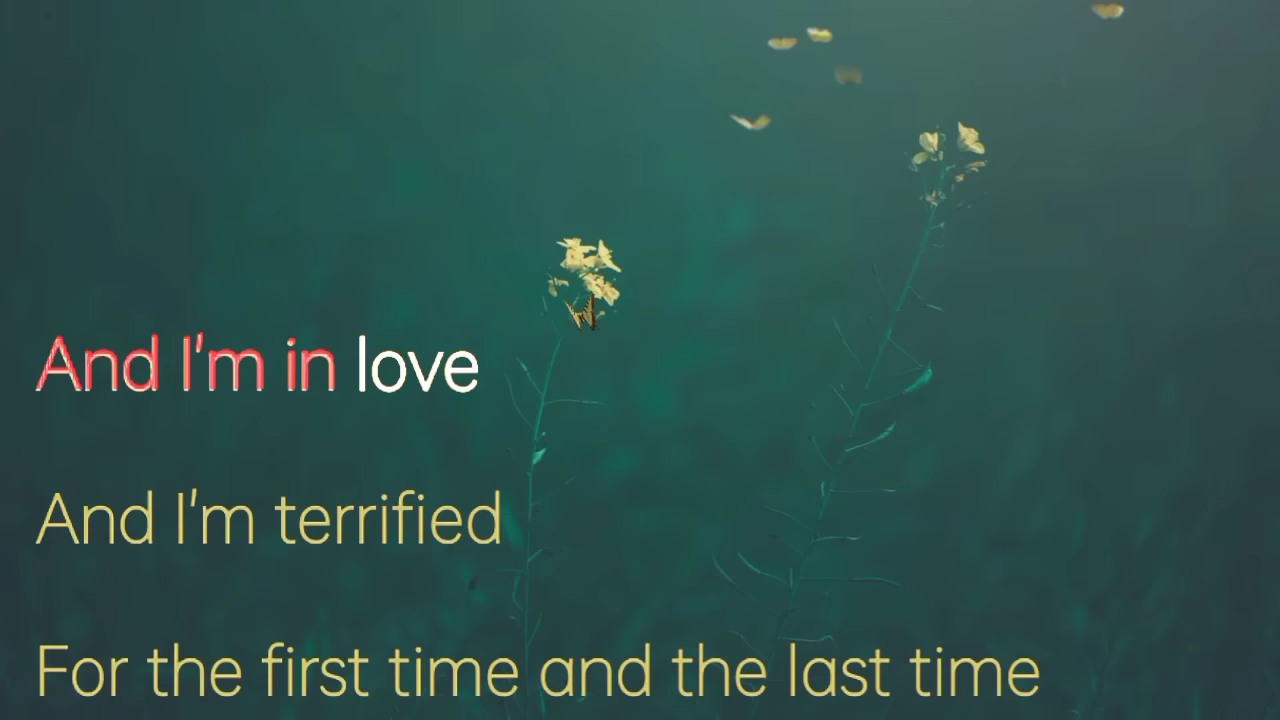 And I'm in love
And I'm terrified
For the first time and the last time